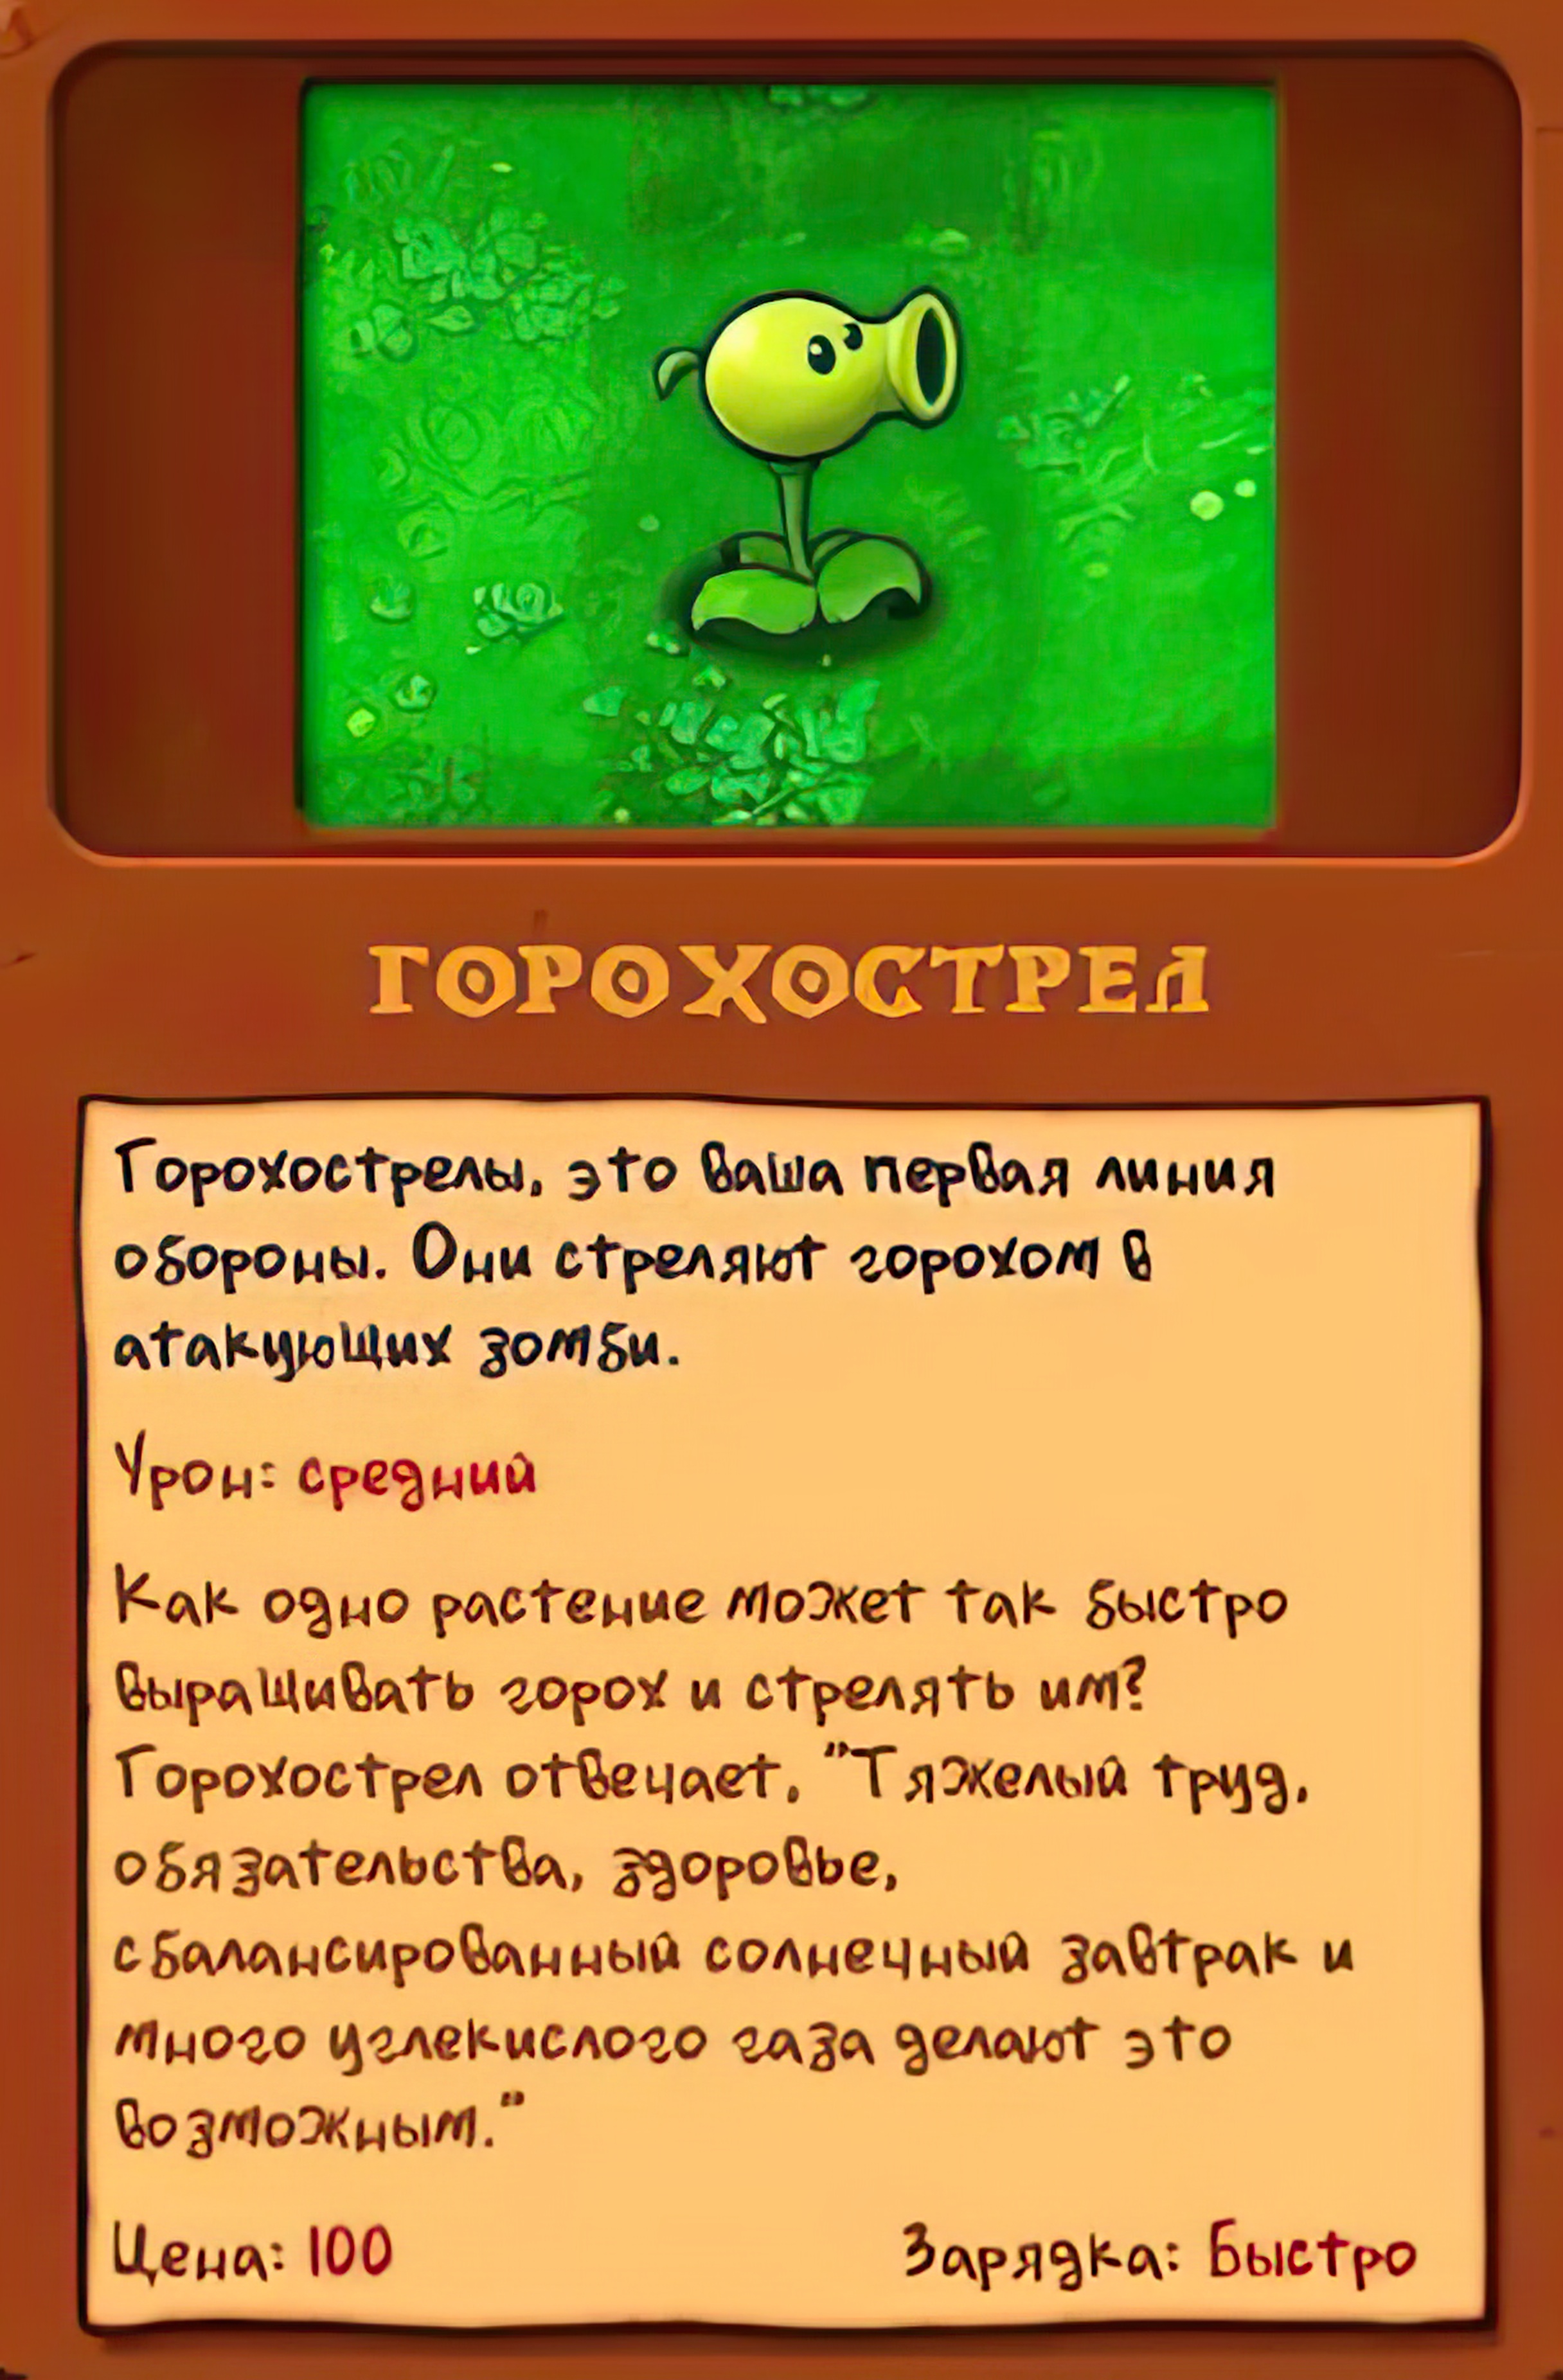 ГОРОХОСТРЕЛ
Горохострелы, это ваша первая линия
обороны. Они стреляют горохом в
атакующих зомби.
Урон: средний
Как одно растение может так быстро
выращивать горох и стрелять им?
Горохострел отвечает, "Тяжелый труд,
обязательства, здоровье,
сбалансированный солнечный завтрак и
много углекислого газа делают это
возможным."
Цена: 100 Зарядка: Быстро